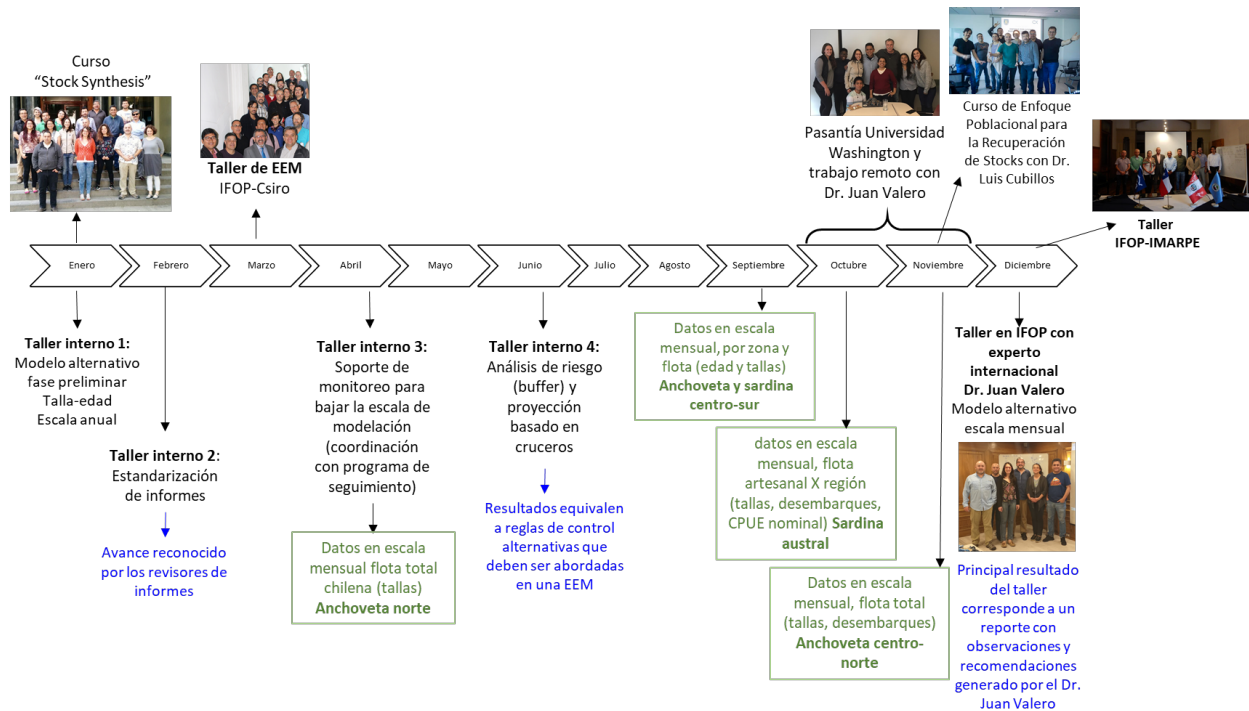 Curso
“Stock Synthesis”
Taller de EEM
IFOP-Csiro
Pasantía Universidad
Washington y
trabajo remoto con
Dr. Juan Valero
Curso de Enfoque
Poblacional para
la Recuperación
de Stocks con Dr.
Luis Cubillos
Taller
IFOP-IMARPE
Enero
Febrero
Marzo
Abril
Mayo
Junio
Julio
Agosto
Septiembre
Octubre
Noviembre
Diciembre
Taller interno 1:
Modelo alternativo
fase preliminar
Talla-edad
Escala anual
Taller interno 2:
Estandarización
de informes
Avance reconocido
por los revisores de
informes
Taller interno 3:
Soporte de
monitoreo para
bajar la escala de
modelación
(coordinación
con programa de
seguimiento)
Datos en escala
mensual flota total
chilena (tallas)
Anchoveta norte
Taller interno 4:
Análisis de riesgo
(buffer) y
proyección
basado en
cruceros
Resultados equivalen
a reglas de control
alternativas que
deben ser abordadas
en una EEM
Datos en escala
mensual, por zona y
flota (edad y tallas)
Anchoveta y sardina
centro-sur
datos en escala
mensual, flota
artesanal X región
(tallas, desembarques,
CPUE nominal) Sardina
austral
Datos en escala
mensual, flota total
(tallas, desembarques)
Anchoveta centro-
norte
Taller en IFOP con
experto
internacional
Dr. Juan Valero
Modelo alternativo
escala mensual
Principal resultado
del taller
corresponde a un
reporte con
observaciones y
recomendaciones
generado por el Dr.
Juan Valero